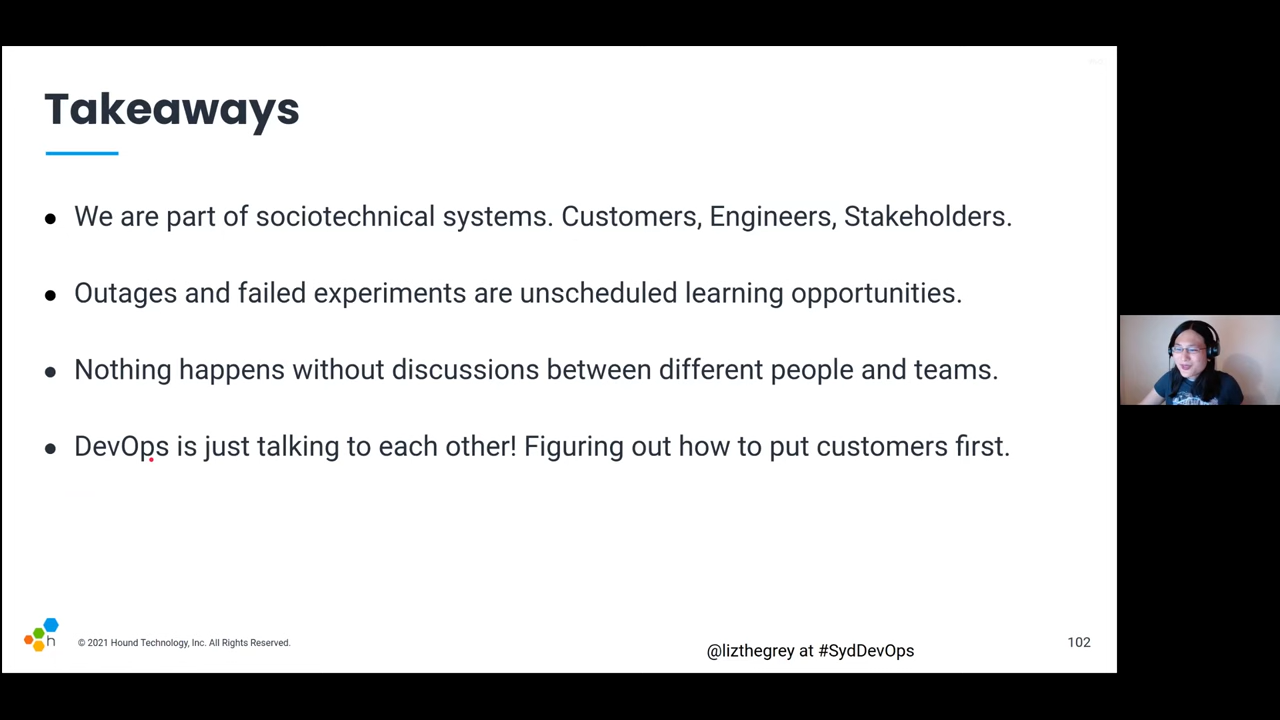 Takeaways
● We are part of sociotechnical systems. Customers, Engineers, Stakeholders.
● Outages and failed experiments are unscheduled learning opportunities.
● Nothing happens without discussions between different people and teams.
● DevOps is just talking to each other! Figuring out how to put customers first.
h
© 2021 Hound Technology, Inc. All Rights Reserved.
@lizthegrey at #SydDevOps
102